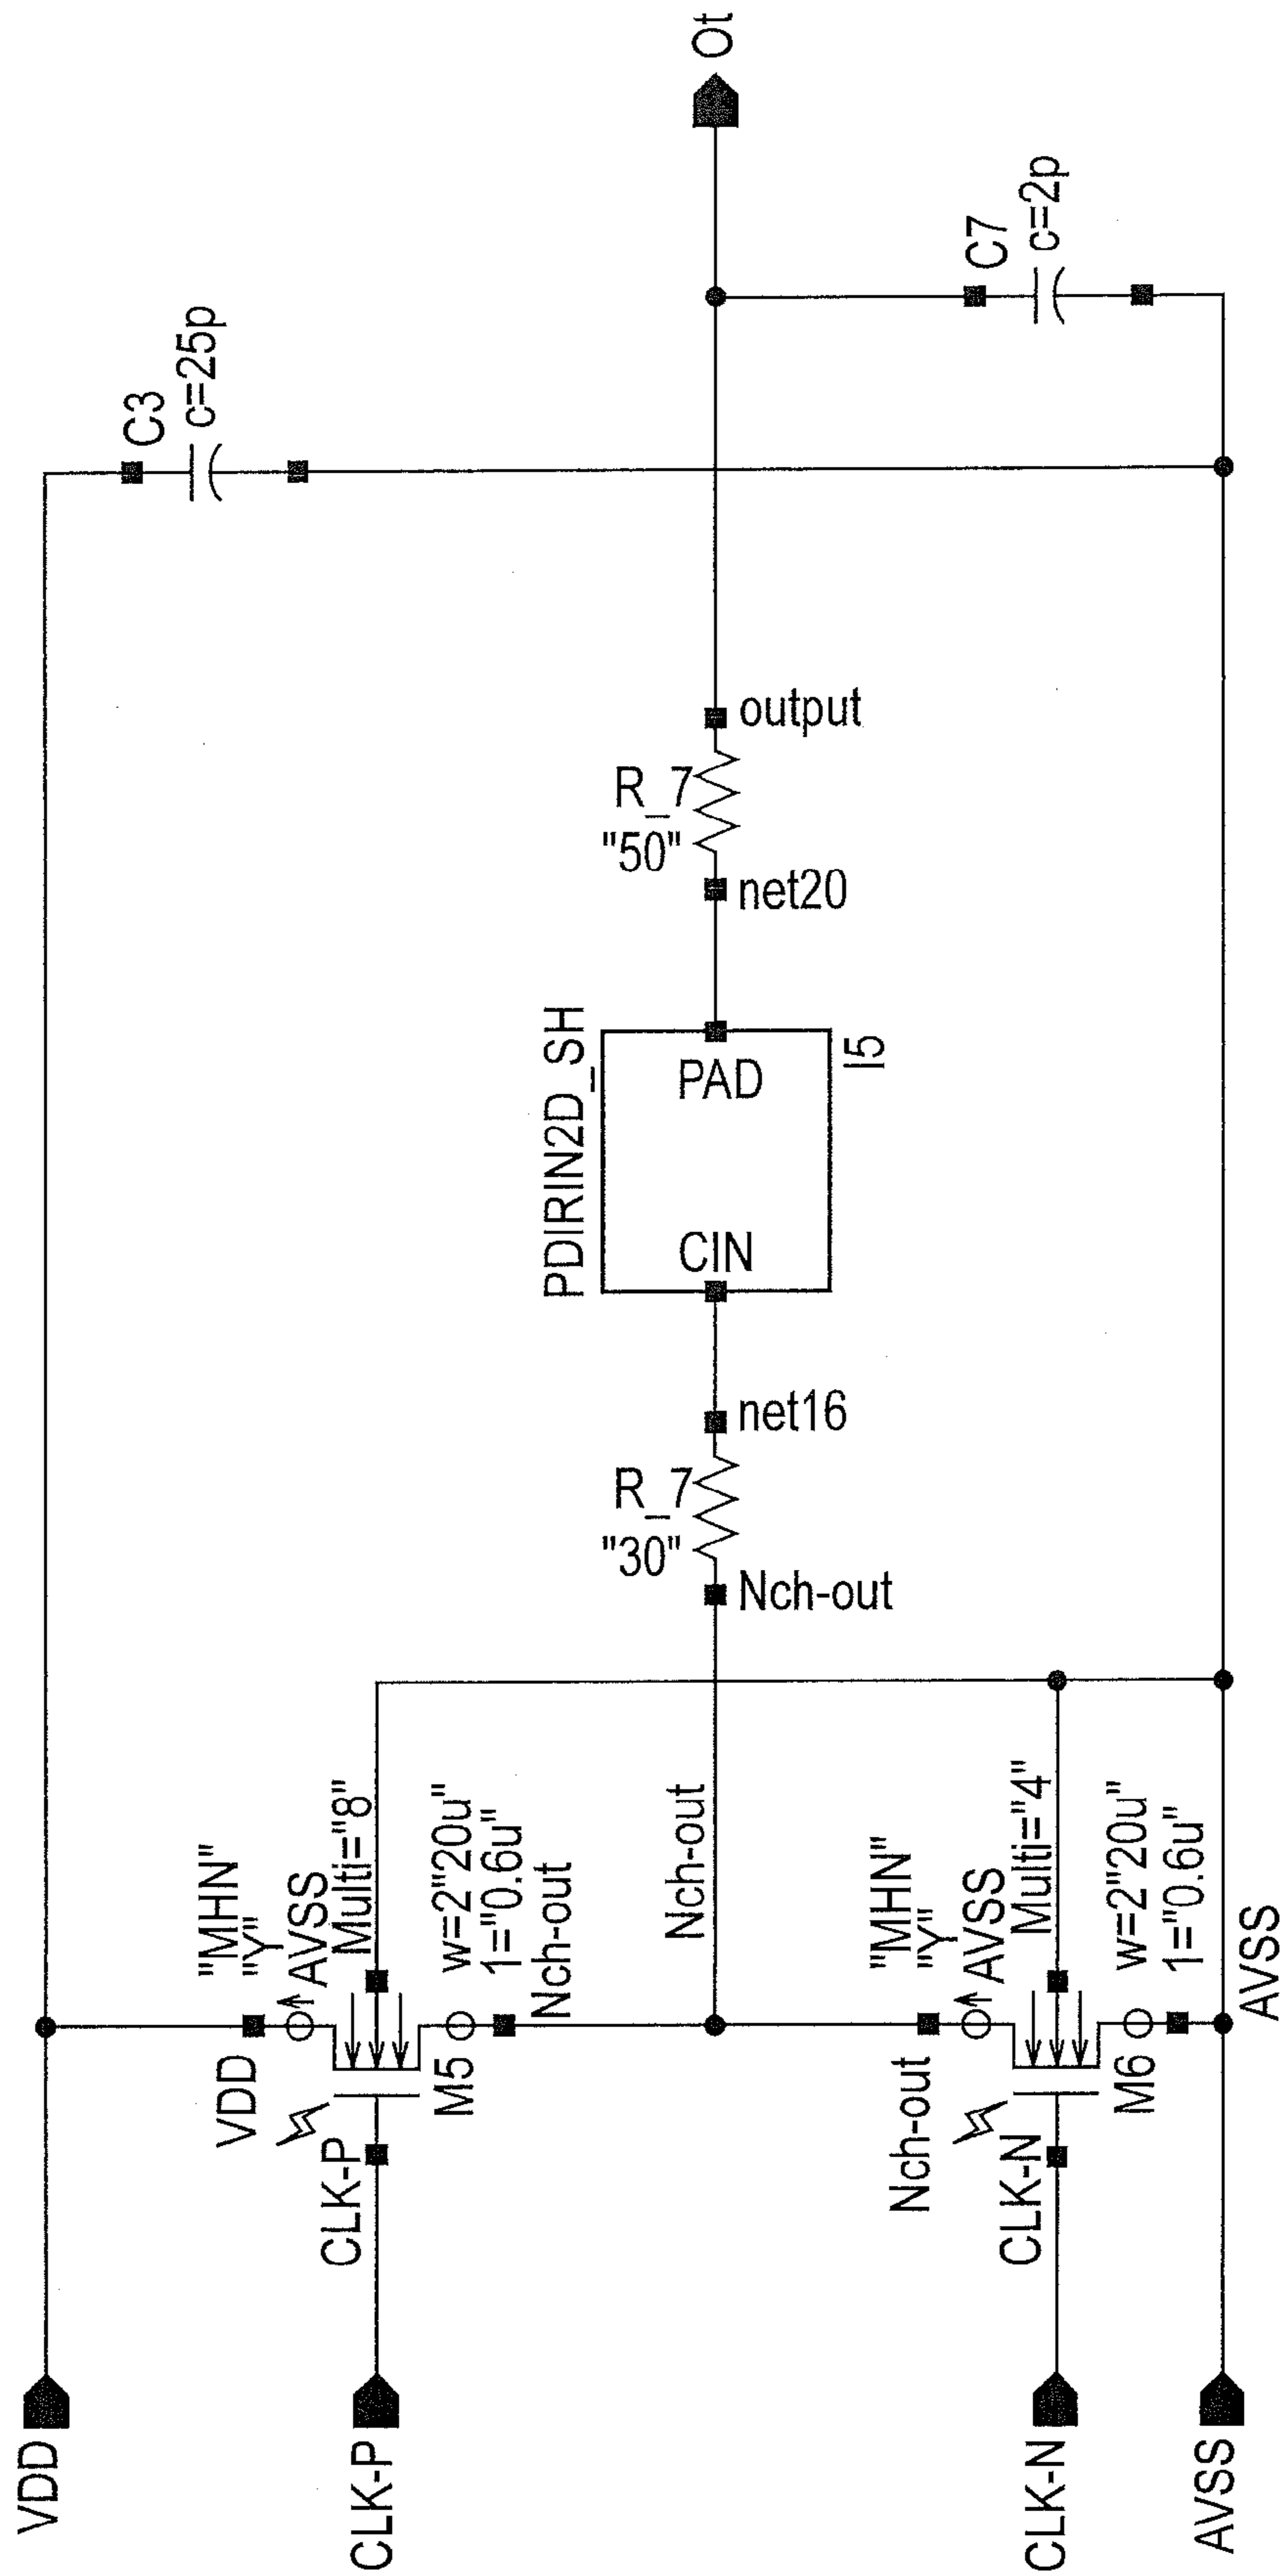 VDD
CLK-P
CLK-N
AVSS
VDD
"MHN"
"Y"
AVSS
Multi="8"
CLK-P
M5
w=2"20u"
1="0.6u"
Nch-out
Nch-out
Nch-out
"MHN"
"Y"
AVSS
Multi="4"
CLK-N
M6
w=2"20u"
1="0.6u"
AVSS
Nch-out
R_7
"30"
net16
PDIRIN2D_SH
CIN
PAD
I5
net20
R_7
"50"
output
C3
c=25p
C7
c=2p
Ot